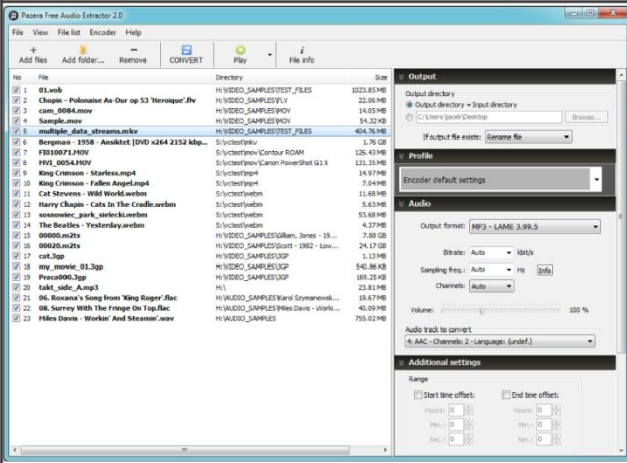 Pazera Free Audio Extractor 2.0
File View File list Encoder Help
Add files Add folder... Remove CONVERT Play File info
No File Directory Size
1 01.vob H:\VIDEO_SAMPLES\TEST_FILES 1023.85 MB
2 Chopin - Polonaise As-Dur op 53 'Heroique'.flv H:\VIDEO_SAMPLES\FLV 22.06 MB
3 cam_0084.mov H:\VIDEO_SAMPLES\MOV 14.05 MB
4 Sample.mov H:\VIDEO_SAMPLES\MOV 54.32 KB
5 multiple_data_streams.mkv H:\VIDEO_SAMPLES\TEST_FILES 404.76 MB
6 Bergman - 1958 - Ansiktet [DVD x264 2152 kbp... S:\vctest\mkv 1.76 GB
7 FI010071.MOV S:\vctest\mov\Contour ROAM 126.43 MB
8 MVI_0054.MOV S:\vctest\mov\Canon PowerShot G1 X 131.35 MB
9 King Crimson - Starless.mp4 S:\vctest\mp4 14.97 MB
10 King Crimson - Fallen Angel.mp4 S:\vctest\mp4 7.04 MB
11 Cat Stevens - Wild World.webm S:\vctest\webm 11.68 MB
12 Harry Chapin - Cats In The Cradle.webm S:\vctest\webm 5.63 MB
13 sosnowiec_park_sielecki.webm S:\vctest\webm 53.68 MB
14 The Beatles - Yesterday.webm S:\vctest\webm 4.37 MB
15 00000.m2ts H:\VIDEO_SAMPLES\Gilliam, Jones - 19... 7.88 GB
16 00020.m2ts H:\VIDEO_SAMPLES\Scott - 1982 - Łow... 24.17 GB
17 cat.3gp H:\VIDEO_SAMPLES\3GP 1.13 MB
18 my_movie_01.3gp H:\VIDEO_SAMPLES\3GP 540.86 KB
19 Praca000.3gp H:\VIDEO_SAMPLES\3GP 169.25 KB
20 takt_side_A.mp3 H:\ 23.81 MB
21 06. Roxana's Song from 'King Roger'.flac H:\AUDIO_SAMPLES\Karol Szymanowsk... 19.67 MB
22 08. Surrey With The Fringe On Top.flac H:\AUDIO_SAMPLES\Miles Davis - Workin... 40.09 MB
23 Miles Davis - Workin' And Steamin'.wav H:\AUDIO_SAMPLES 755.02 MB
Output
Output directory
Output directory = Input directory
C:\Users\jacek\Desktop Browse...
If output file exists: Rename file
Profile
Encoder default settings
Audio
Output format: MP3 - LAME 3.99.5
Bitrate: Auto kbit/s
Sampling freq.: Auto Hz Info
Channels: Auto
Volume: 100 %
Audio track to convert
4: AAC - Channels: 2 - Language: (undef.)
Additional settings
Range
Start time offset: End time offset:
Hours: 0 Hours: 0
Min.: 0 Min.: 0
Sec.: 0 Sec.: 0